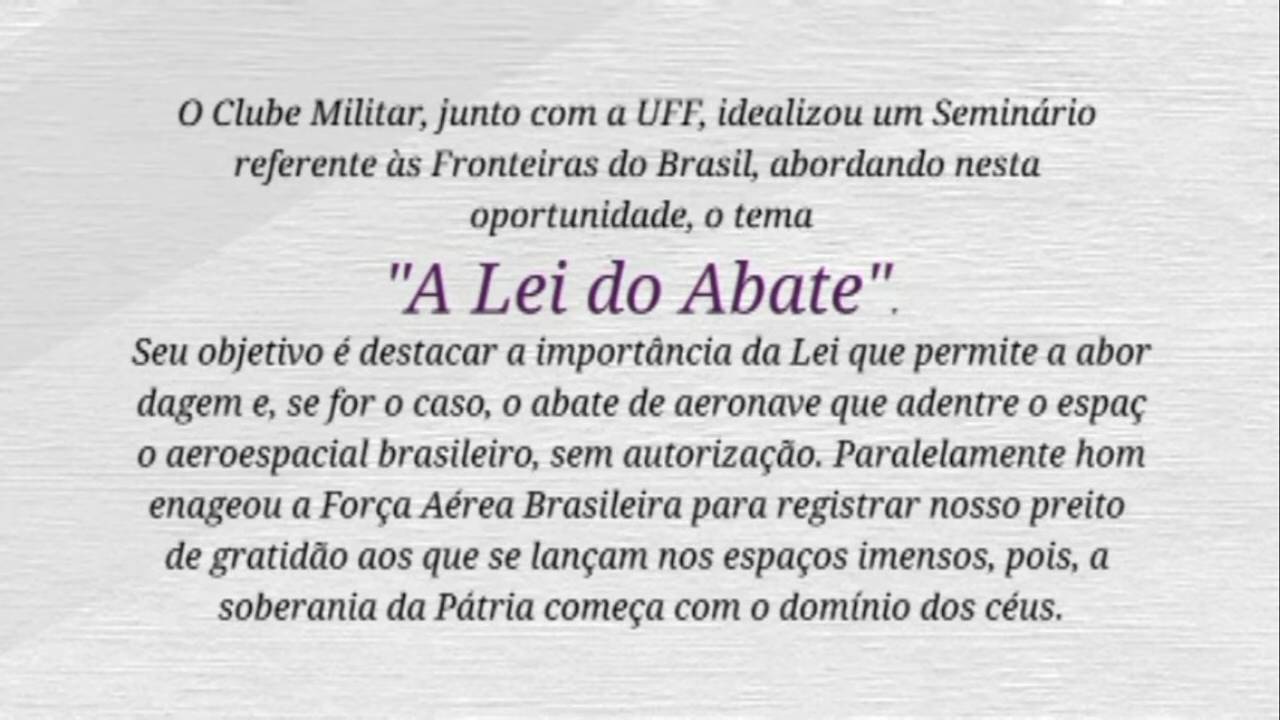 O Clube Militar, junto com a UFF, idealizou um Seminário
referente às Fronteiras do Brasil, abordando nesta
oportunidade, o tema
"A Lei do Abate".
Seu objetivo é destacar a importância da Lei que permite a abor
dagem e, se for o caso, o abate de aeronave que adentre o espaç
o aeroespacial brasileiro, sem autorização. Paralelamente hom
enageou a Força Aérea Brasileira para registrar nosso preito
de gratidão aos que se lançam nos espaços imensos, pois, a
soberania da Pátria começa com o domínio dos céus.